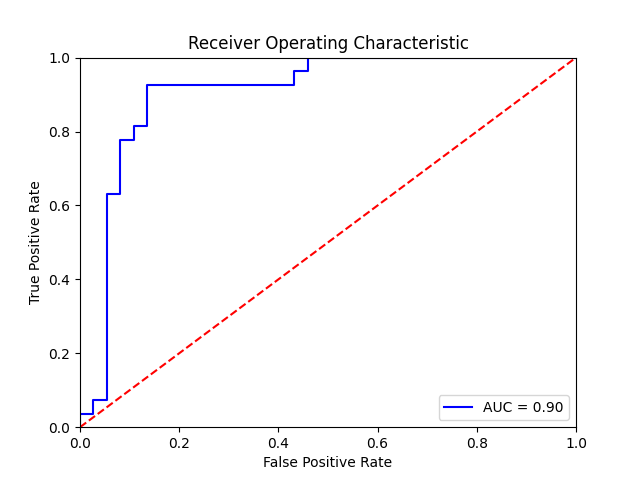 Receiver Operating Characteristic
True Positive Rate
1.0
0.8
0.6
0.4
0.2
0.0
AUC = 0.90
0.0 0.2 0.4 0.6 0.8 1.0
False Positive Rate